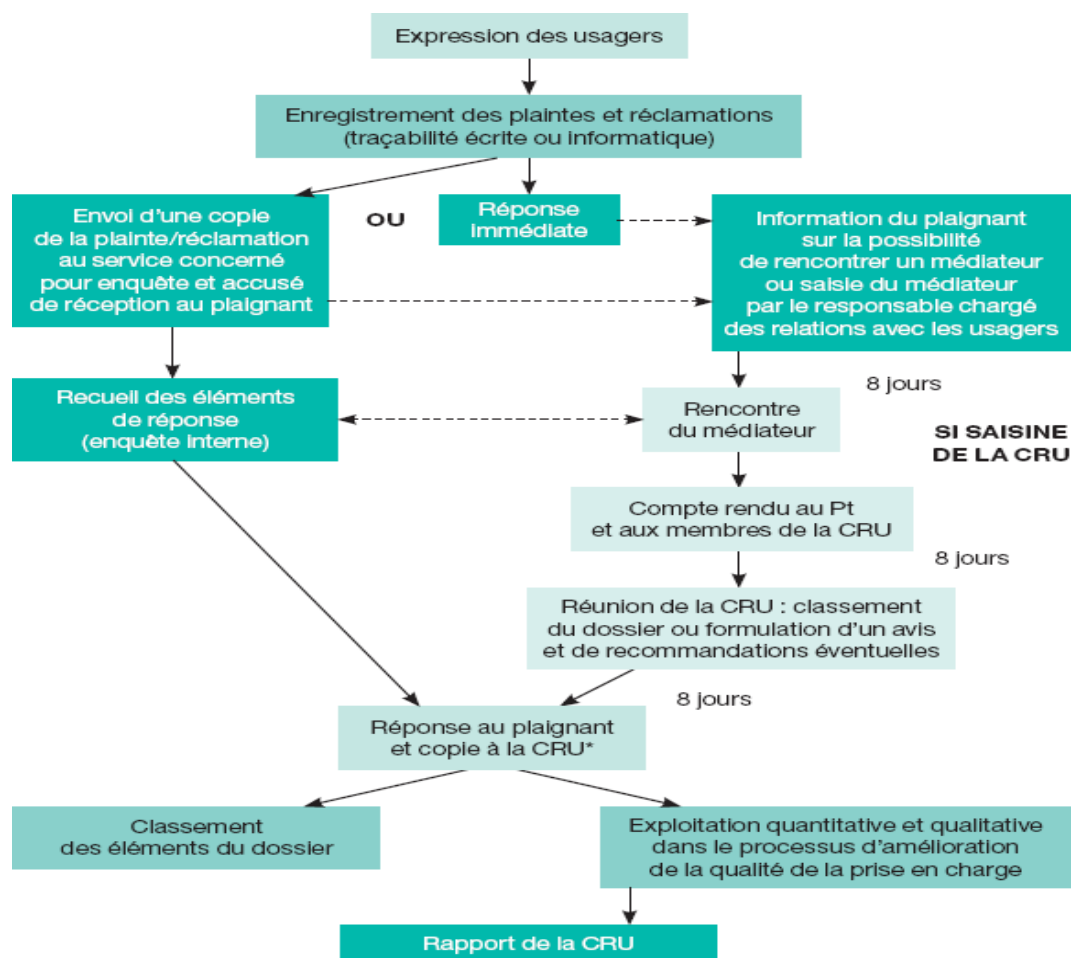 Expression des usagers
Enregistrement des plaintes et réclamations
(traçabilité écrite ou informatique)
Envoi d'une copie
de la plainte/réclamation
au service concerné
pour enquête et accusé
de réception au plaignant
OU
Réponse
immédiate
Information du plaignant
sur la possibilité
de rencontrer un médiateur
ou saisie du médiateur
par le responsable chargé
des relations avec les usagers
8 jours
Recueil des éléments
de réponse
(enquête interne)
Rencontre
du médiateur
SI SAISINE
DE LA CRU
Compte rendu au Pt
et aux membres de la CRU
8 jours
Réunion de la CRU : classement
du dossier ou formulation d'un avis
et de recommandations éventuelles
8 jours
Réponse au plaignant
et copie à la CRU*
Classement
des éléments du dossier
Exploitation quantitative et qualitative
dans le processus d'amélioration
de la qualité de la prise en charge
Rapport de la CRU